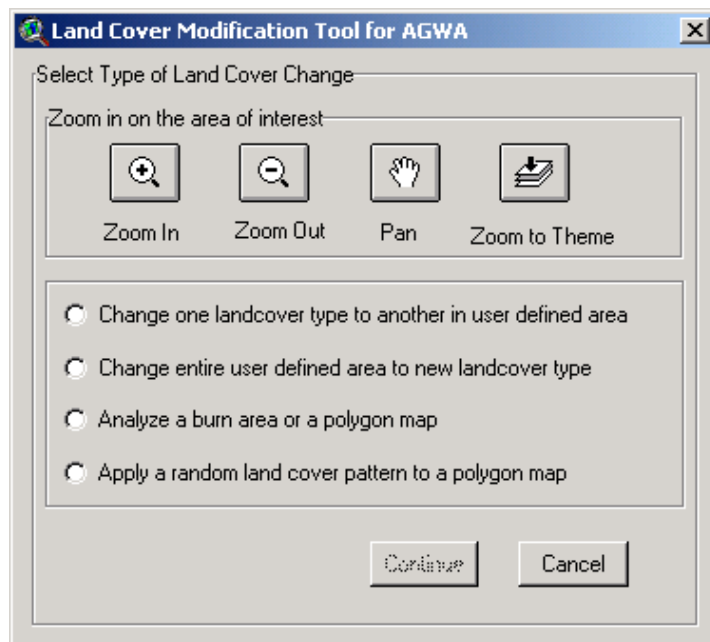 Land Cover Modification Tool for AGWA
Select Type of Land Cover Change
Zoom in on the area of interest
Zoom In Zoom Out Pan Zoom to Theme
Change one landcover type to another in user defined area
Change entire user defined area to new landcover type
Analyze a burn area or a polygon map
Apply a random land cover pattern to a polygon map
Continue Cancel